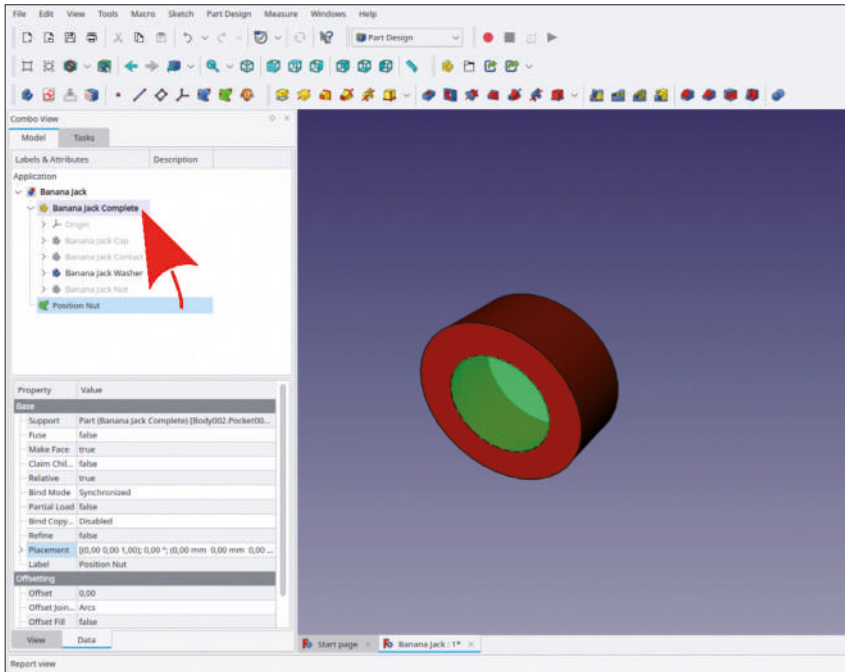 File Edit View Tools Macro Sketch Part Design Measure Windows Help
Part Design
Combo View
Model Tasks
Labels & Attributes Description
Application
Banana Jack
Banana Jack Complete
Origin
Banana Jack Cap
Banana Jack Contact
Banana Jack Washer
Banana Jack Nut
Position Nut
Property Value
Base
Support Part (Banana Jack Complete) [Body002.Pocket00...
Fuse false
Make Face true
Claim Chil... false
Relative true
Bind Mode Synchronized
Partial Load false
Bind Copy... Disabled
Refine false
Placement [(0,00 0,00 1,00); 0,00 °; (0,00 mm 0,00 mm 0,00 ...
Label Position Nut
Offsetting
Offset 0,00
Offset Join... Arcs
Offset Fill false
View Data
Start page Banana Jack : 1*
Report view